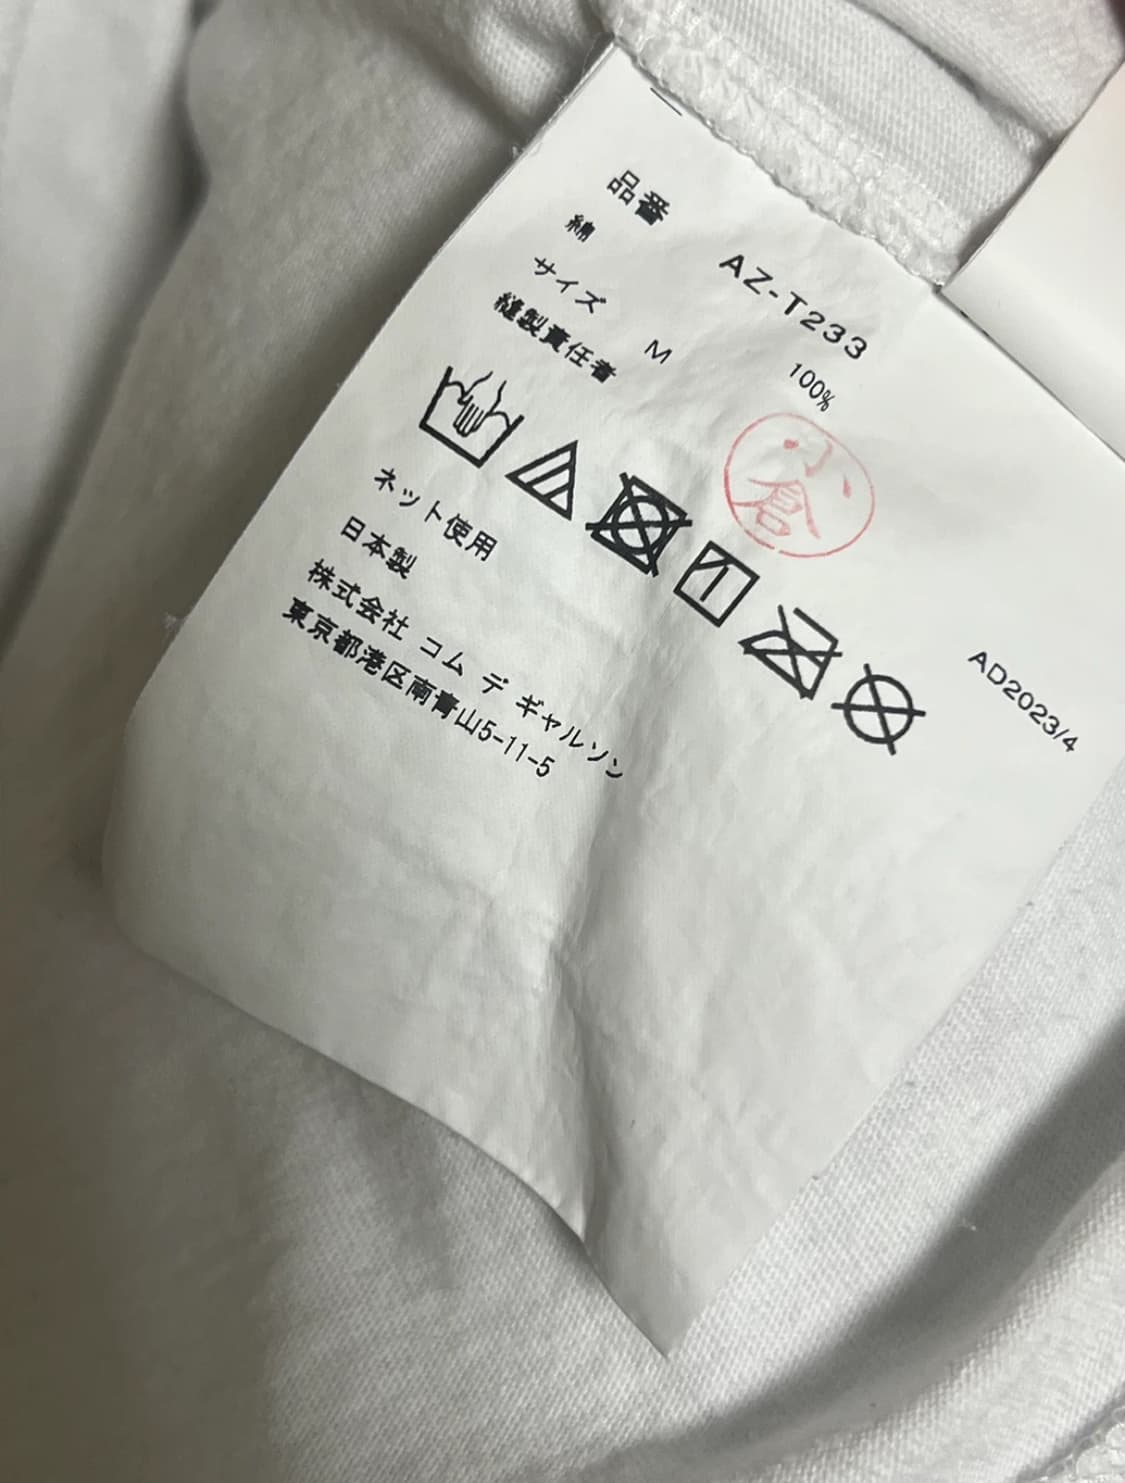 品番 AZ-T233
綿 100%
サイズ M
縫製責任者
小倉
ネット使用
日本製
株式会社 コム デ ギャルソン
東京都港区南青山5-11-5
AD2023/4